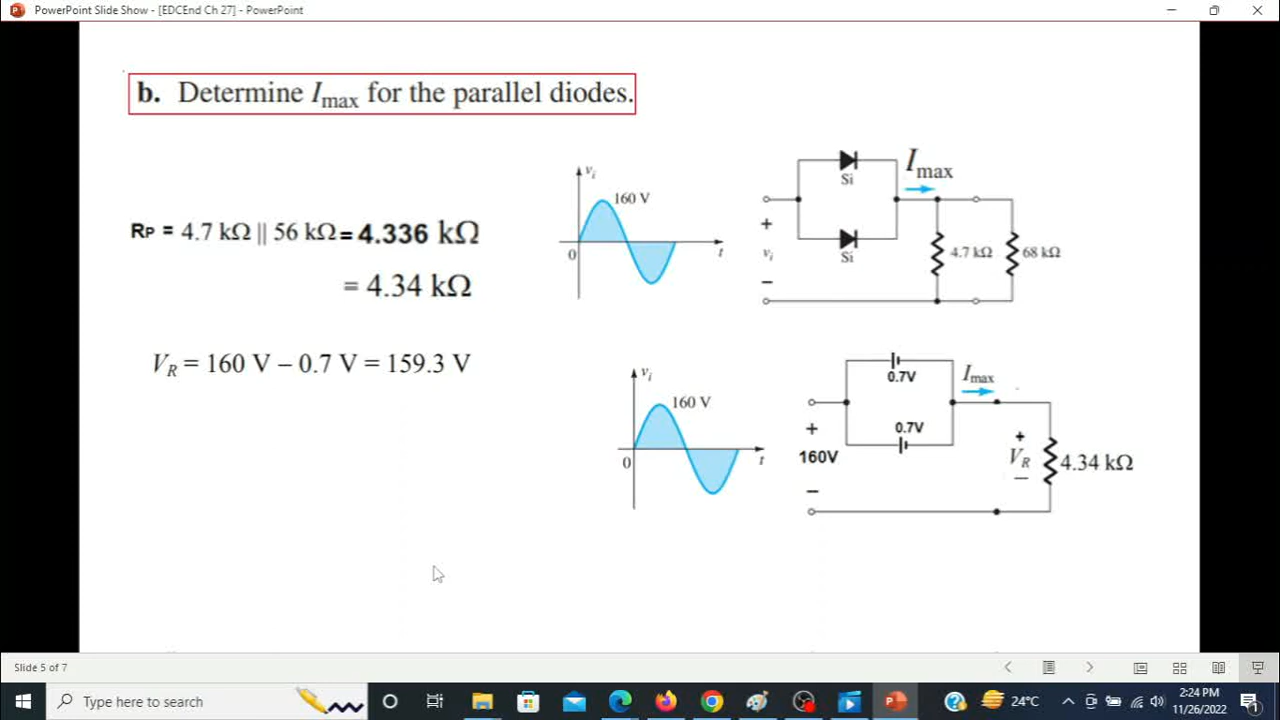 PowerPoint Slide Show - [EDCEnd Ch 27] - PowerPoint
b. Determine Imax for the parallel diodes.
RP = 4.7 kΩ || 56 kΩ = 4.336 kΩ
= 4.34 kΩ
VR = 160 V – 0.7 V = 159.3 V
vi
160 V
0
t
Si
Si
Imax
+
vi
–
4.7 kΩ
68 kΩ
vi
160 V
0
t
0.7V
0.7V
Imax
+
160V
–
+
VR
–
4.34 kΩ
Slide 5 of 7
Type here to search
24°C
2:24 PM
11/26/2022
1